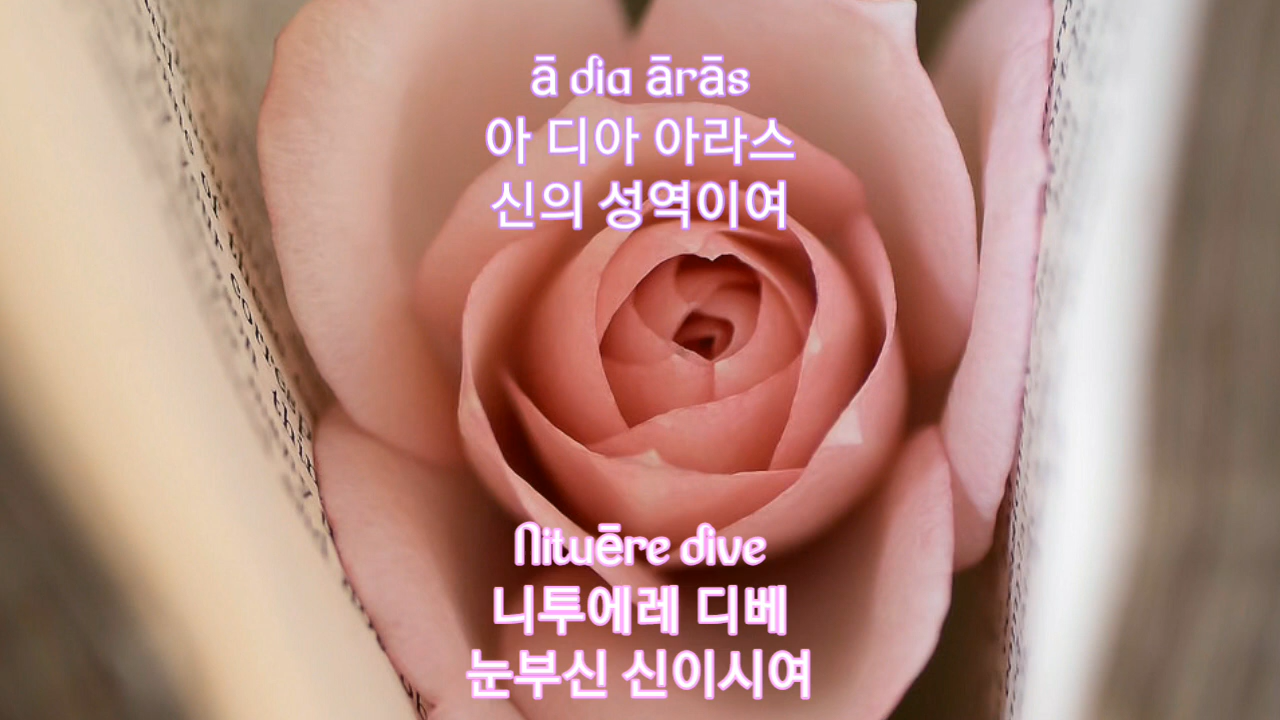 ā dia ārās
아 디아 아라스
신의 성역이여
Nituēre dive
니투에레 디베
눈부신 신이시여